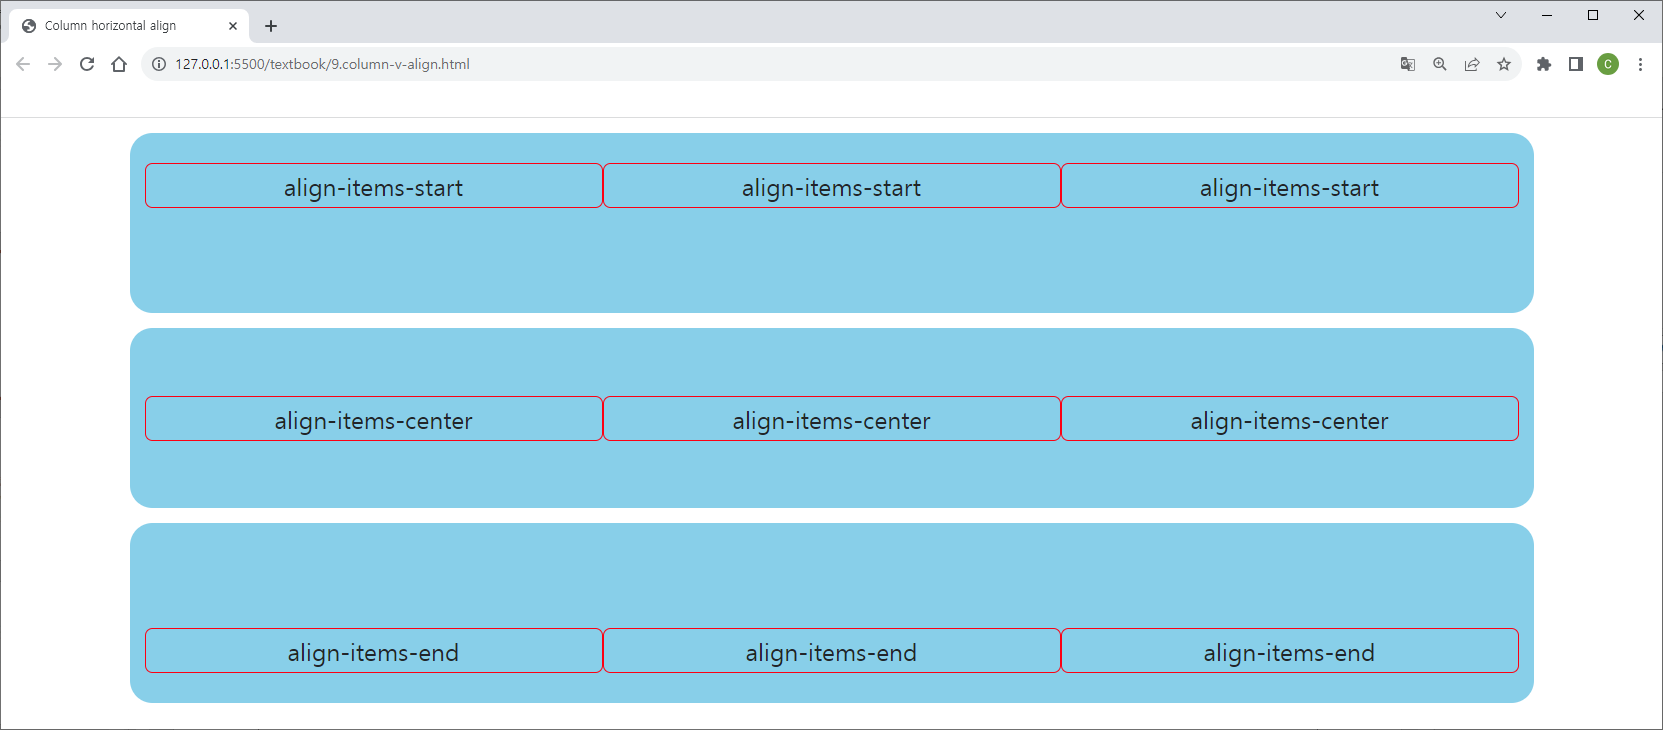 Column horizontal align
127.0.0.1:5500/textbook/9.column-v-align.html
C
align-items-start align-items-start align-items-start
align-items-center align-items-center align-items-center
align-items-end align-items-end align-items-end